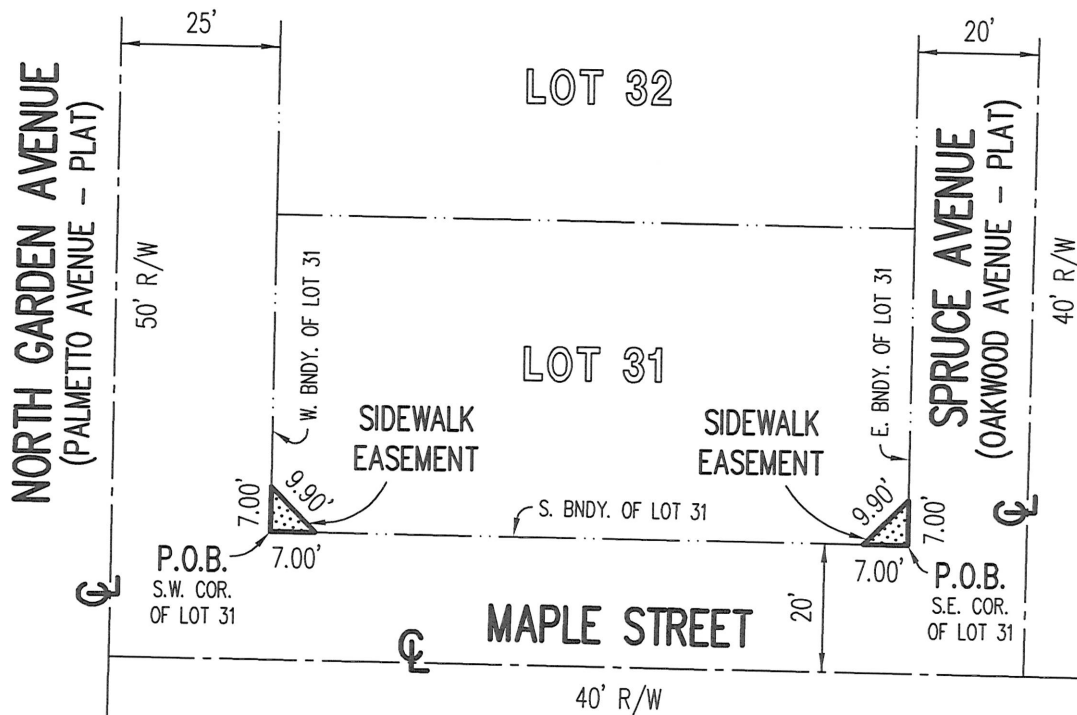 25'
20'
LOT 32
NORTH GARDEN AVENUE
(PALMETTO AVENUE - PLAT)
50' R/W
W. BNDY. OF LOT 31
LOT 31
E. BNDY. OF LOT 31
SPRUCE AVENUE
(OAKWOOD AVENUE - PLAT)
40' R/W
SIDEWALK
EASEMENT
SIDEWALK
EASEMENT
9.90'
7.00'
7.00'
S. BNDY. OF LOT 31
9.90'
7.00'
7.00'
P.O.B.
S.W. COR.
OF LOT 31
P.O.B.
S.E. COR.
OF LOT 31
CL
CL
CL
20'
MAPLE STREET
40' R/W